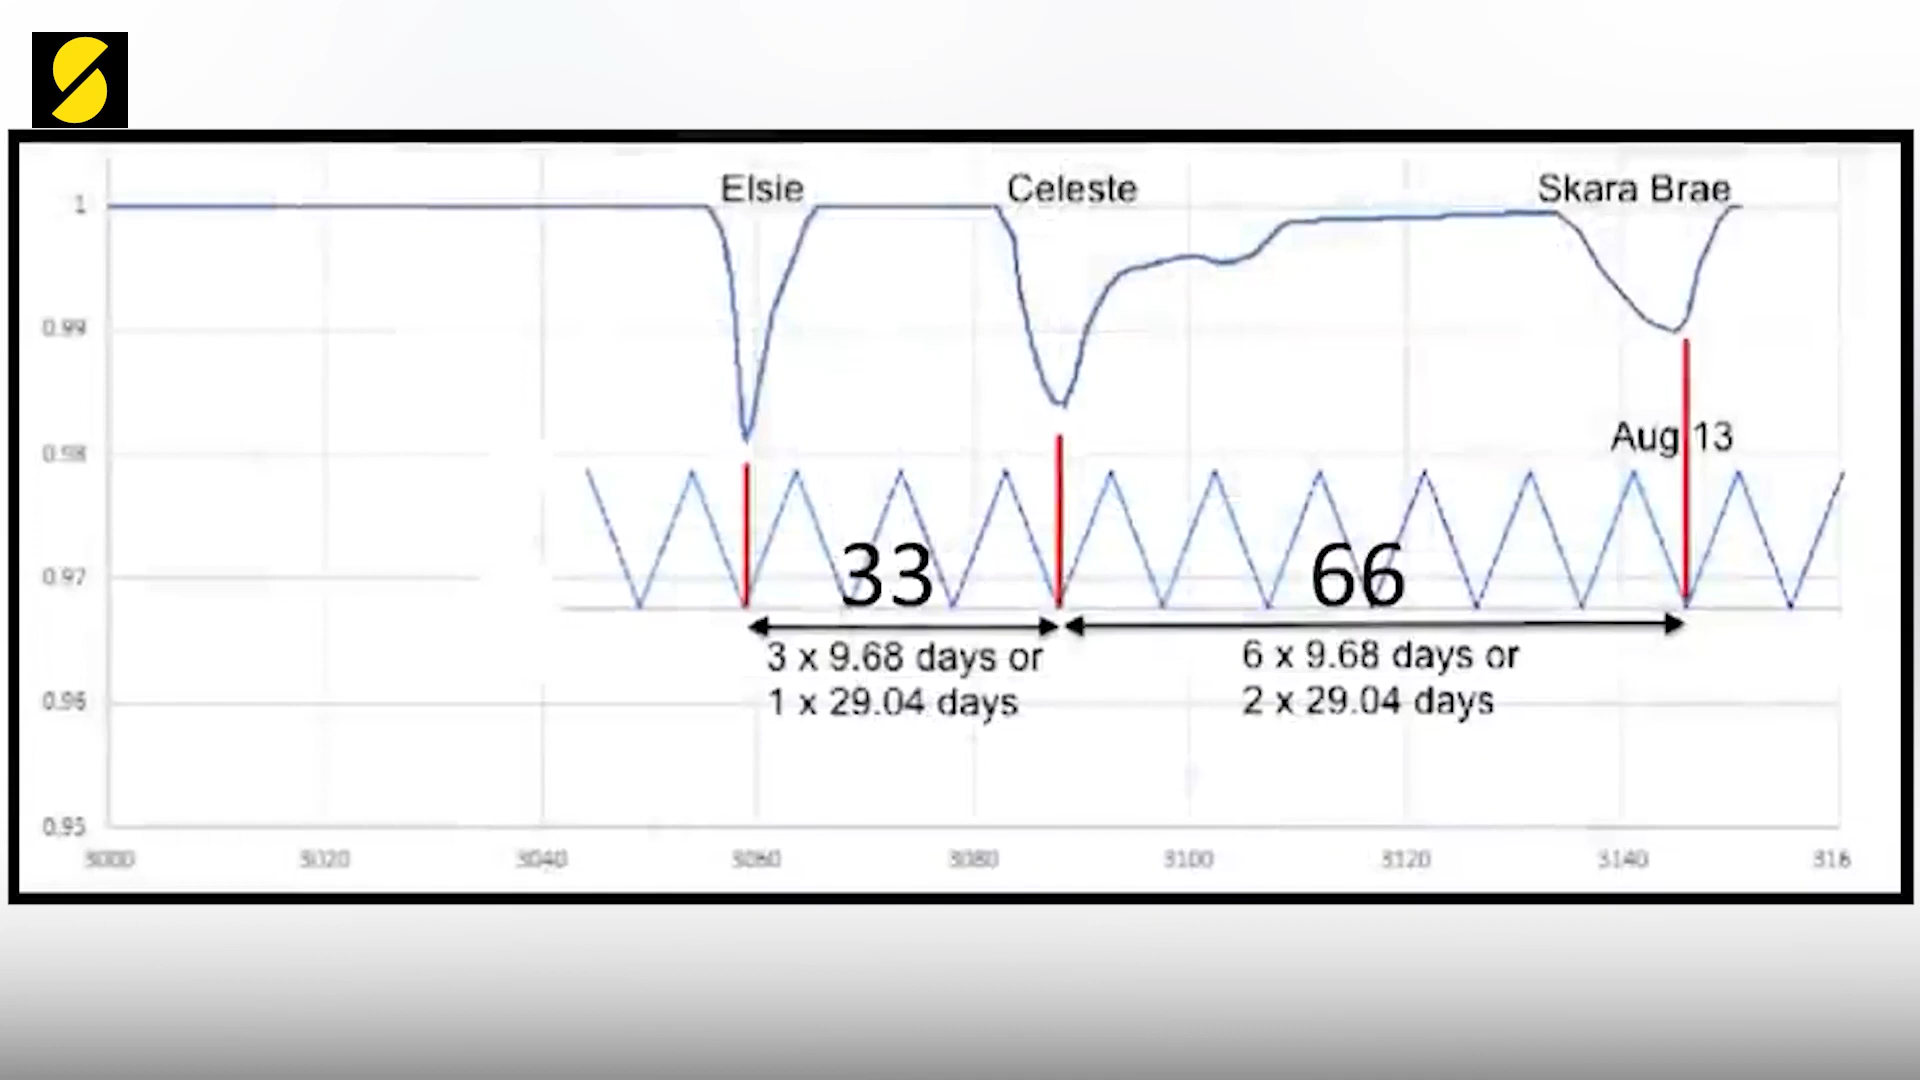 Elsie Celeste Skara Brae
1
0.99
Aug 13
0.98
33 66
0.97
3 x 9.68 days or 6 x 9.68 days or
1 x 29.04 days 2 x 29.04 days
0.96
0.95
3000 3020 3040 3060 3080 3100 3120 3140 316